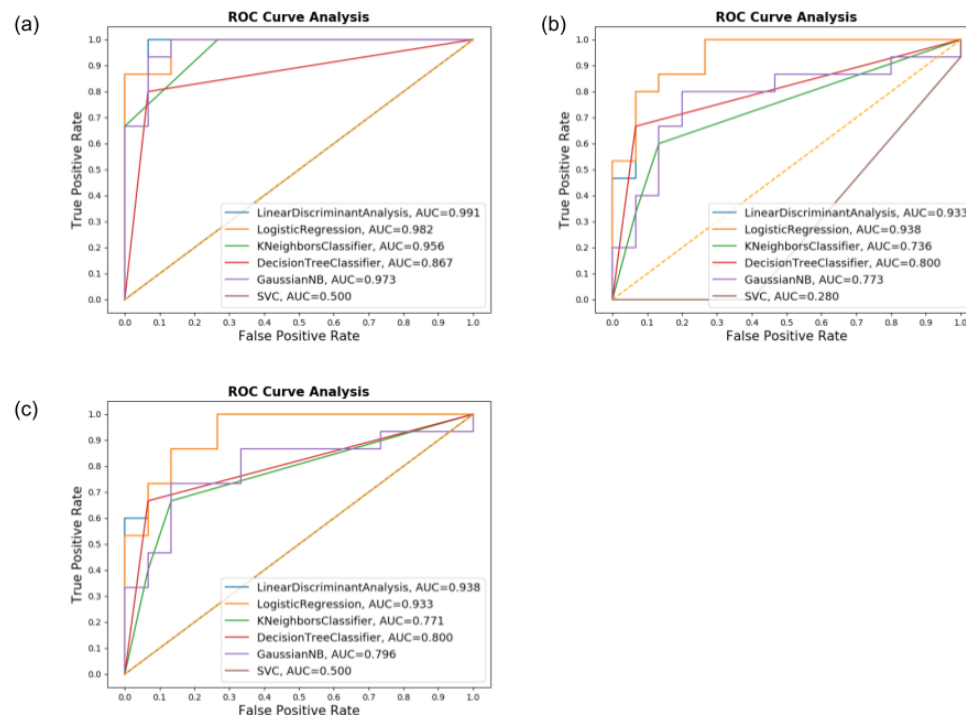 (a)
ROC Curve Analysis
1.0
0.9
0.8
0.7
0.6
0.5
0.4
0.3
0.2
0.1
0.0
True Positive Rate
LinearDiscriminantAnalysis, AUC=0.991
LogisticRegression, AUC=0.982
KNeighborsClassifier, AUC=0.956
DecisionTreeClassifier, AUC=0.867
GaussianNB, AUC=0.973
SVC, AUC=0.500
0.0 0.1 0.2 0.3 0.4 0.5 0.6 0.7 0.8 0.9 1.0
False Positive Rate
(b)
ROC Curve Analysis
1.0
0.9
0.8
0.7
0.6
0.5
0.4
0.3
0.2
0.1
0.0
True Positive Rate
LinearDiscriminantAnalysis, AUC=0.933
LogisticRegression, AUC=0.938
KNeighborsClassifier, AUC=0.736
DecisionTreeClassifier, AUC=0.800
GaussianNB, AUC=0.773
SVC, AUC=0.280
0.0 0.1 0.2 0.3 0.4 0.5 0.6 0.7 0.8 0.9 1.0
False Positive Rate
(c)
ROC Curve Analysis
1.0
0.9
0.8
0.7
0.6
0.5
0.4
0.3
0.2
0.1
0.0
True Positive Rate
LinearDiscriminantAnalysis, AUC=0.938
LogisticRegression, AUC=0.933
KNeighborsClassifier, AUC=0.771
DecisionTreeClassifier, AUC=0.800
GaussianNB, AUC=0.796
SVC, AUC=0.500
0.0 0.1 0.2 0.3 0.4 0.5 0.6 0.7 0.8 0.9 1.0
False Positive Rate